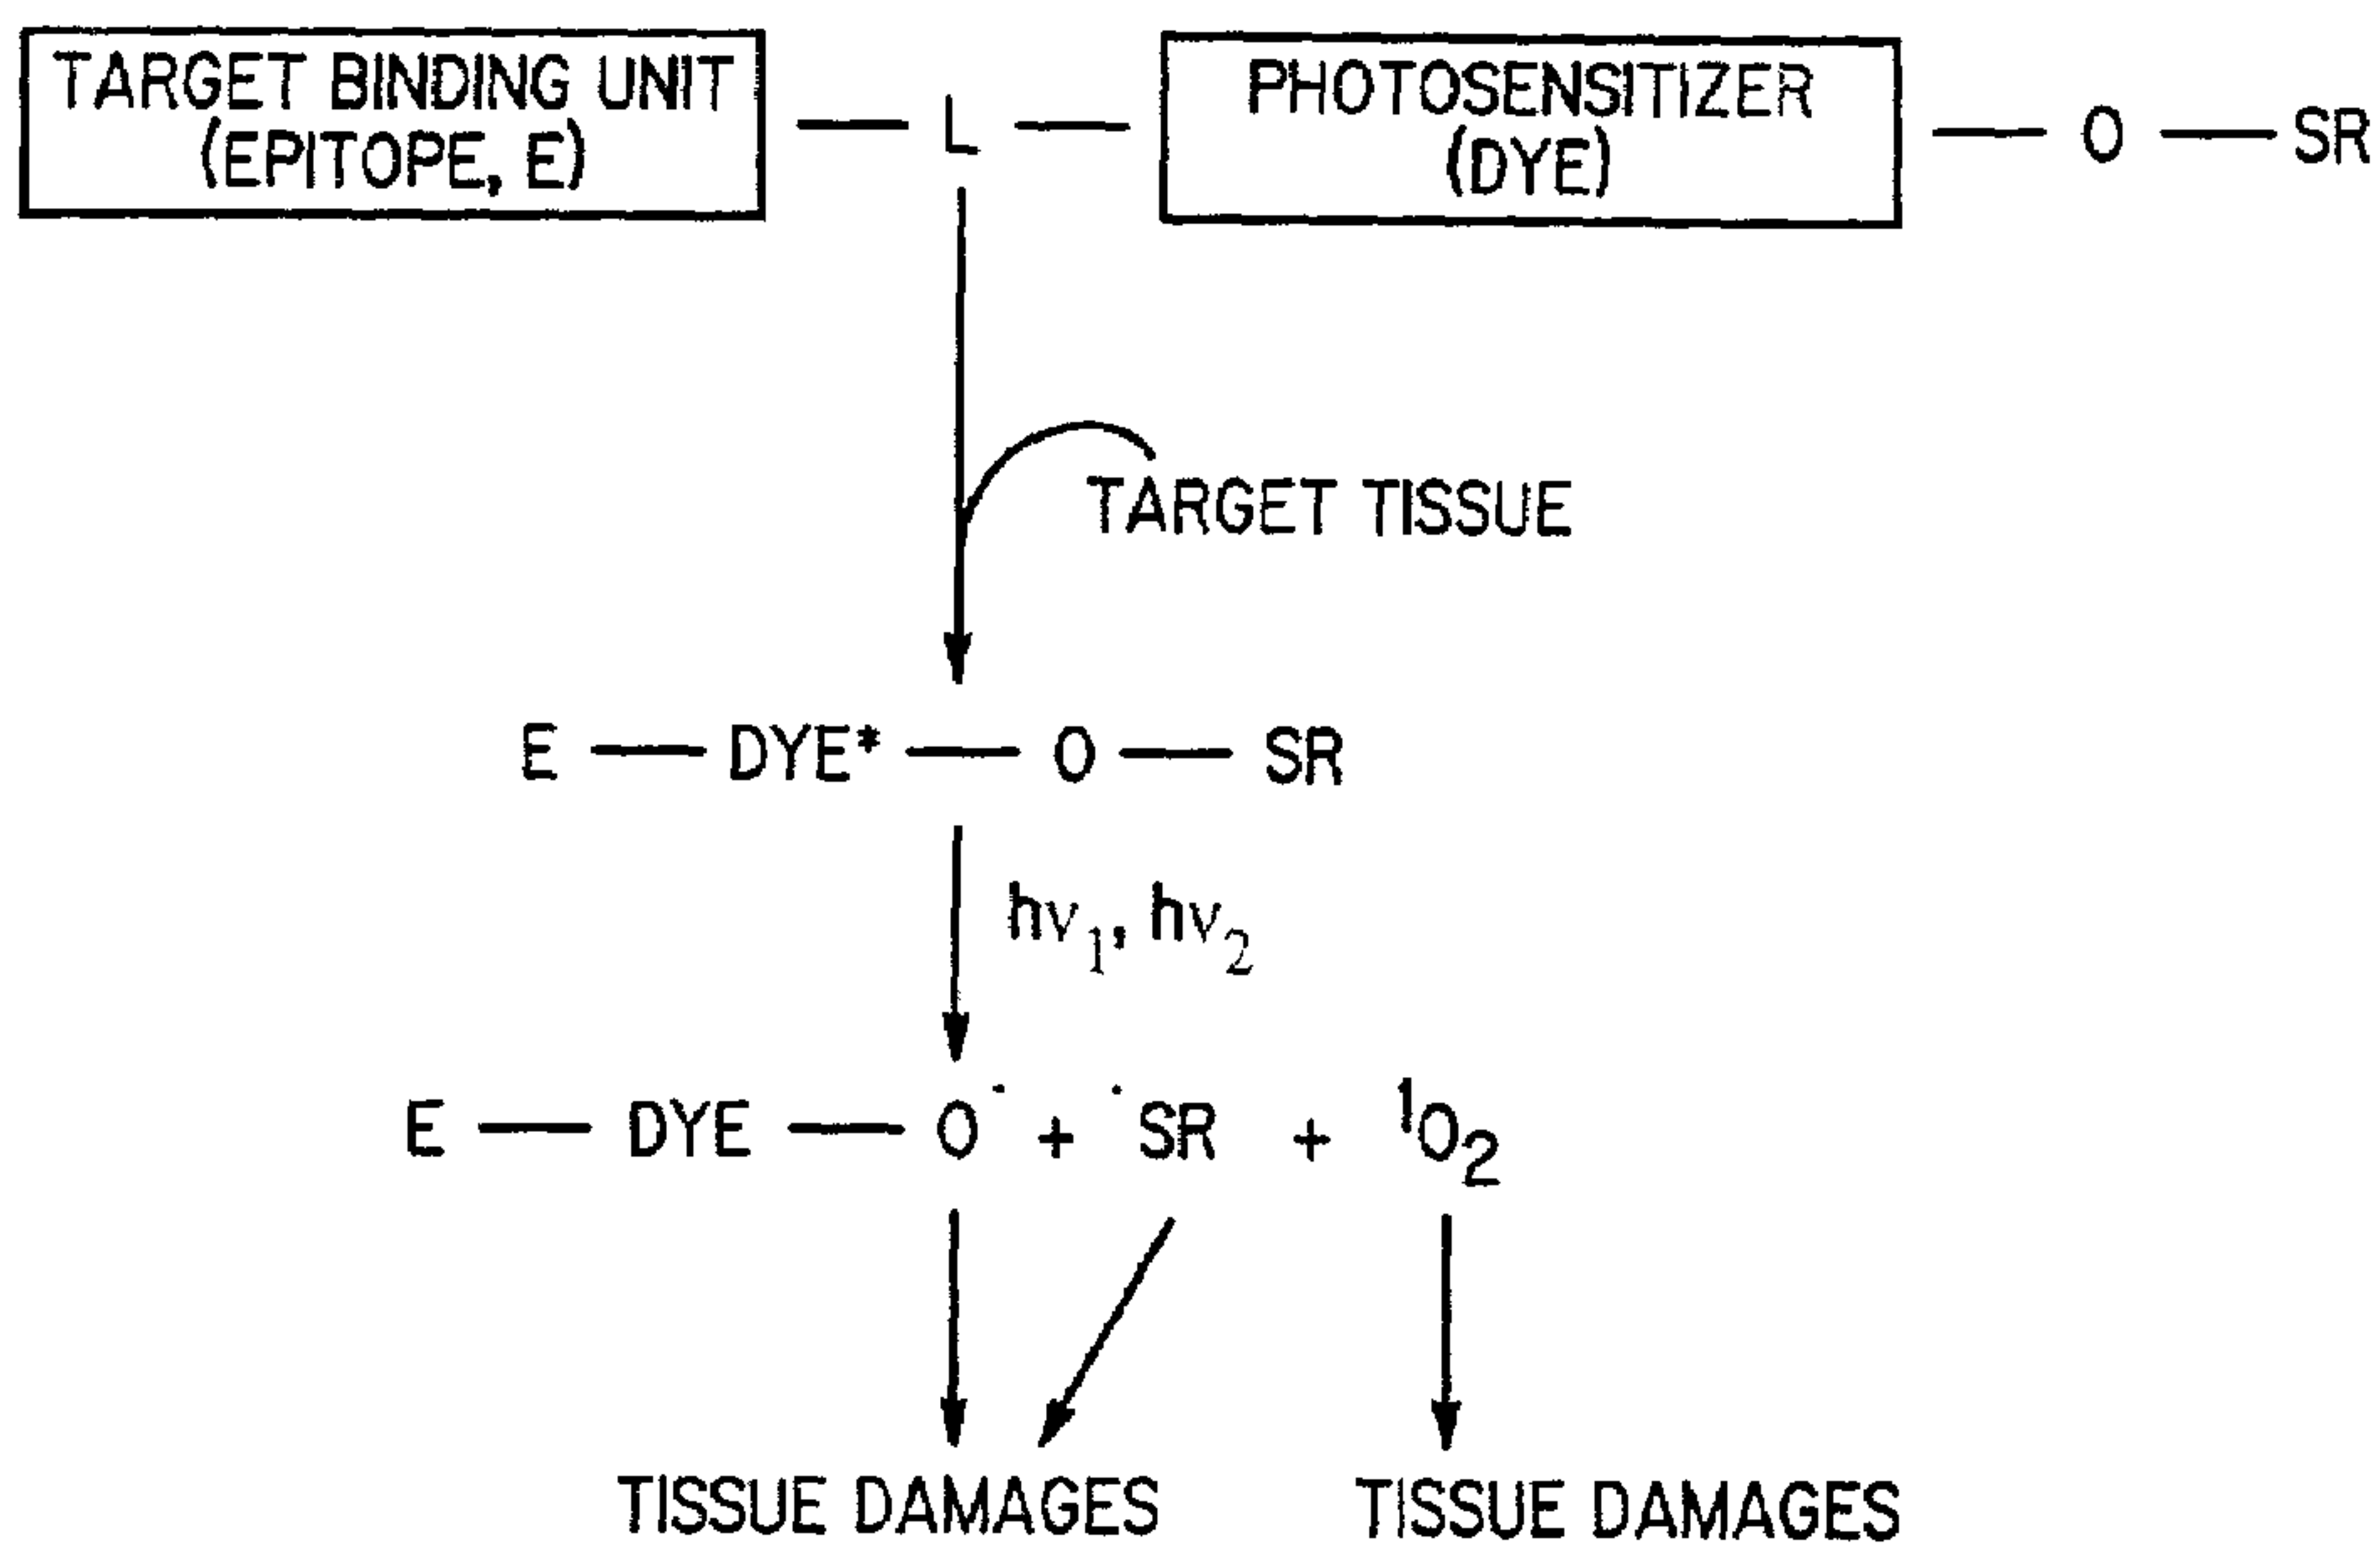 TARGET BINDING UNIT
(EPITOPE, E)
— L —
PHOTOSENSITIZER
(DYE)
— O — SR
TARGET TISSUE
E — DYE* — O — SR
hν1, hν2
E — DYE — O˙ + ˙SR + ¹O2
TISSUE DAMAGES
TISSUE DAMAGES